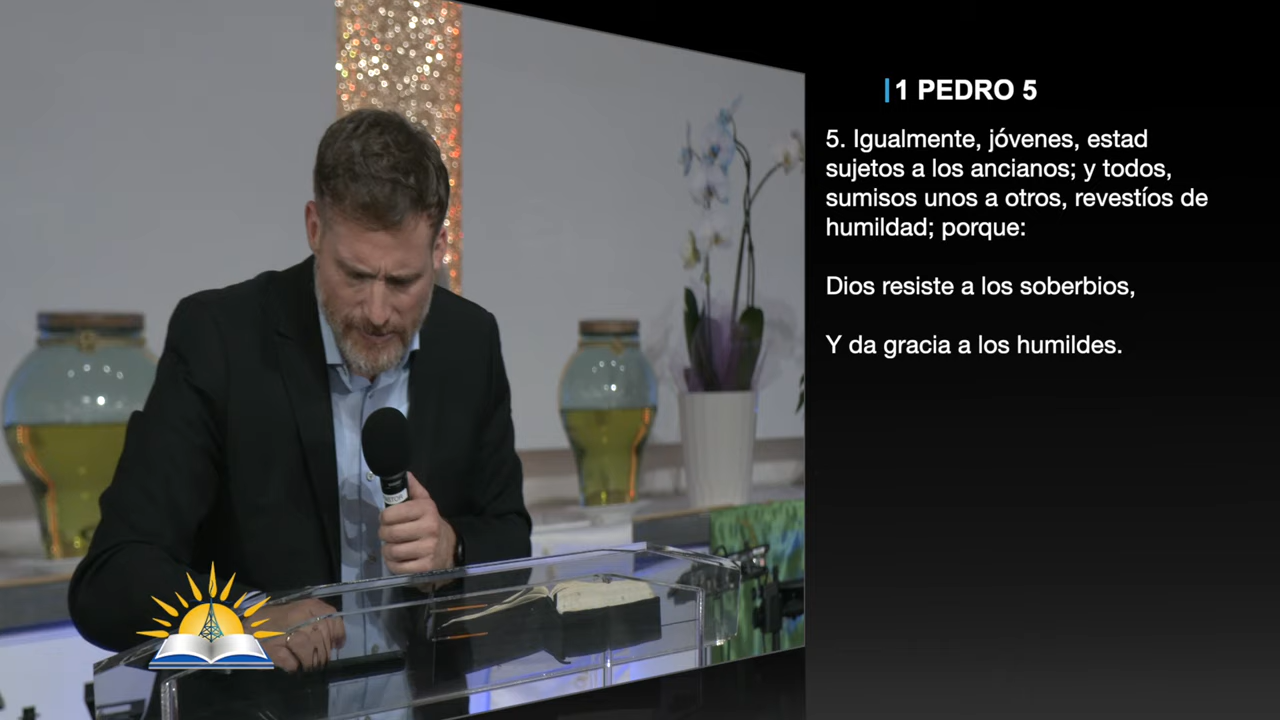 1 PEDRO 5
5. Igualmente, jóvenes, estad
sujetos a los ancianos; y todos,
sumisos unos a otros, revestíos de
humildad; porque:
Dios resiste a los soberbios,
Y da gracia a los humildes.